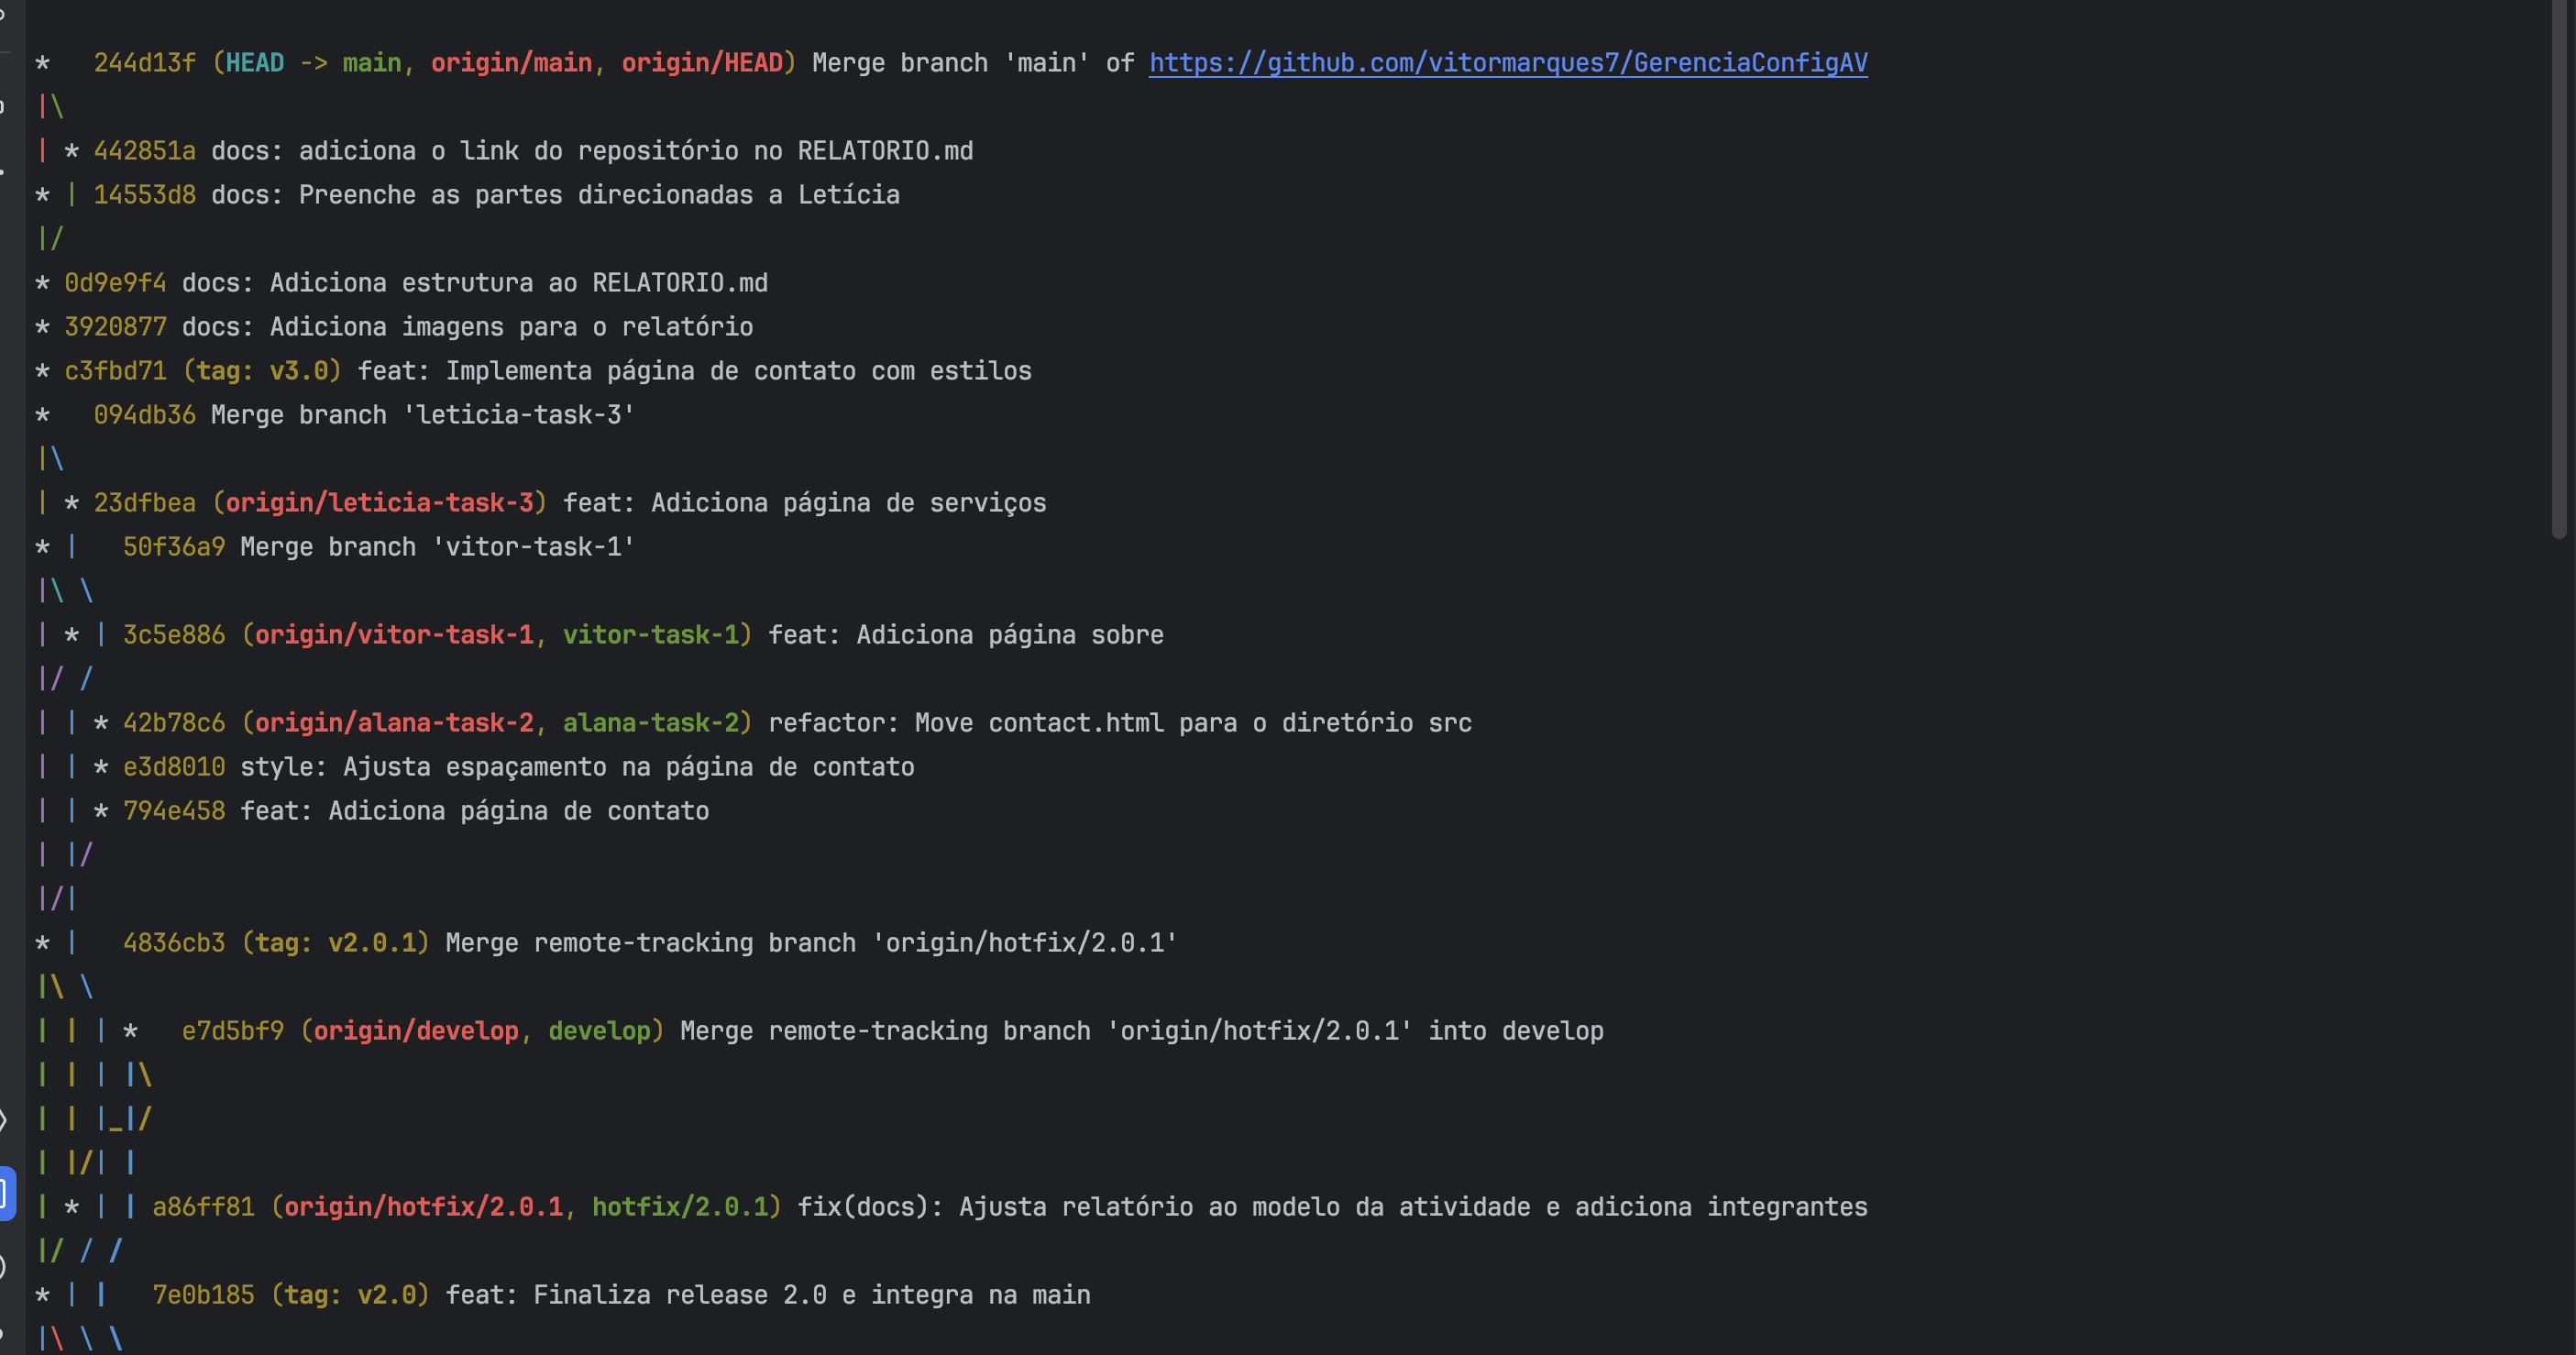 *   244d13f (HEAD -> main, origin/main, origin/HEAD) Merge branch 'main' of https://github.com/vitormarques7/GerenciaConfigAV
|\
| * 442851a docs: adiciona o link do repositório no RELATORIO.md
* | 14553d8 docs: Preenche as partes direcionadas a Letícia
|/
* 0d9e9f4 docs: Adiciona estrutura ao RELATORIO.md
* 3920877 docs: Adiciona imagens para o relatório
* c3fbd71 (tag: v3.0) feat: Implementa página de contato com estilos
*   094db36 Merge branch 'leticia-task-3'
|\
| * 23dfbea (origin/leticia-task-3) feat: Adiciona página de serviços
* |   50f36a9 Merge branch 'vitor-task-1'
|\ \
| * | 3c5e886 (origin/vitor-task-1, vitor-task-1) feat: Adiciona página sobre
|/ /
| | * 42b78c6 (origin/alana-task-2, alana-task-2) refactor: Move contact.html para o diretório src
| | * e3d8010 style: Ajusta espaçamento na página de contato
| | * 794e458 feat: Adiciona página de contato
| |/
|/|
* |   4836cb3 (tag: v2.0.1) Merge remote-tracking branch 'origin/hotfix/2.0.1'
|\ \
| | | *   e7d5bf9 (origin/develop, develop) Merge remote-tracking branch 'origin/hotfix/2.0.1' into develop
| | | |\
| | |_|/
| |/| |
| * | | a86ff81 (origin/hotfix/2.0.1, hotfix/2.0.1) fix(docs): Ajusta relatório ao modelo da atividade e adiciona integrantes
|/ / /
* | |   7e0b185 (tag: v2.0) feat: Finaliza release 2.0 e integra na main
|\ \ \